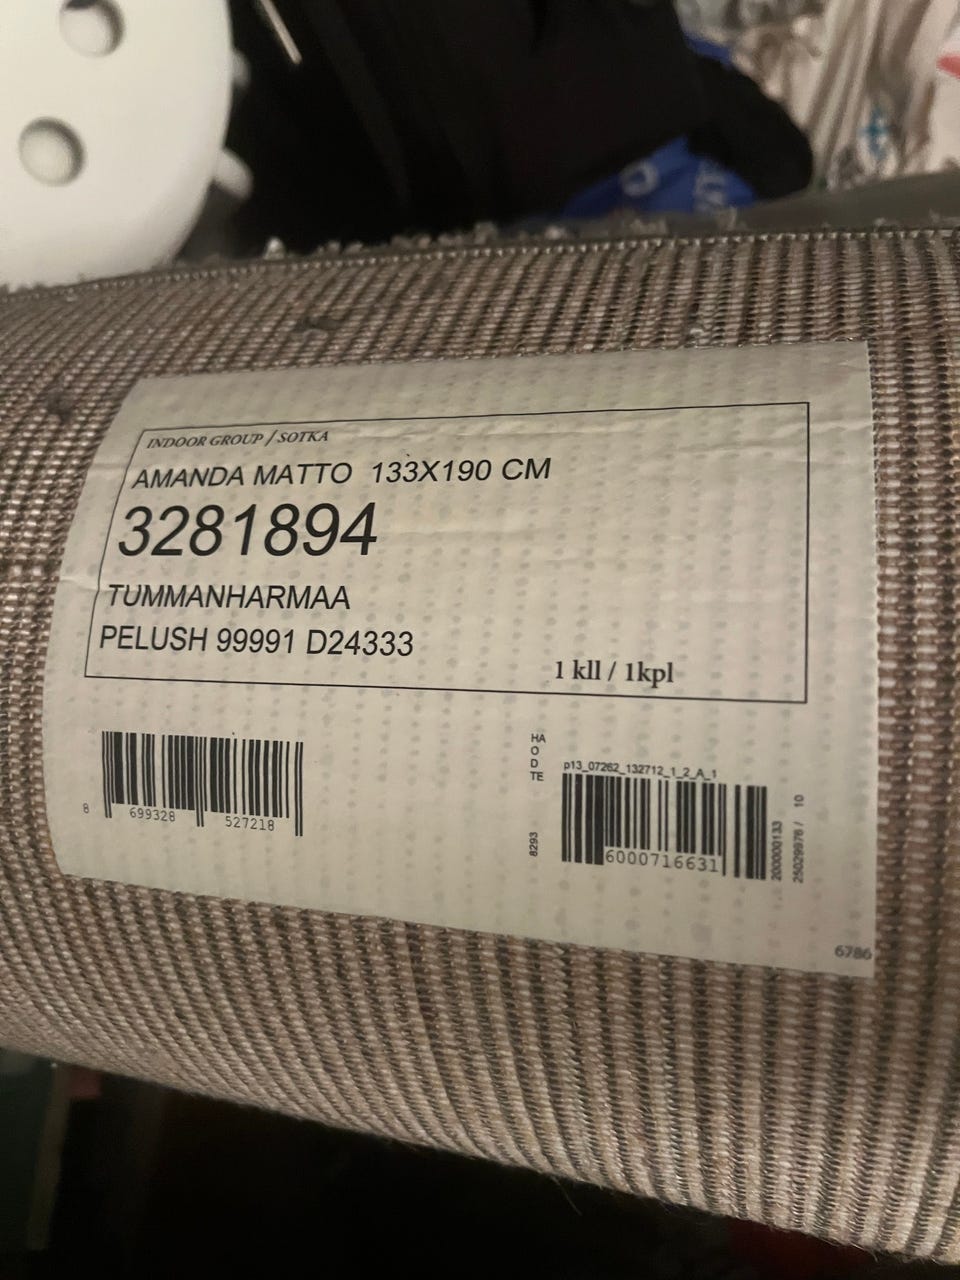 INDOOR GROUP / SOTKA
AMANDA MATTO 133X190 CM
3281894
TUMMANHARMAA
PELUSH 99991 D24333
1 kll / 1kpl
8 699328 527218
HA
O
D
TE
8293
p13_07262_132712_1_2_A_1
6000716631
200000133
25029976 / 10
6786